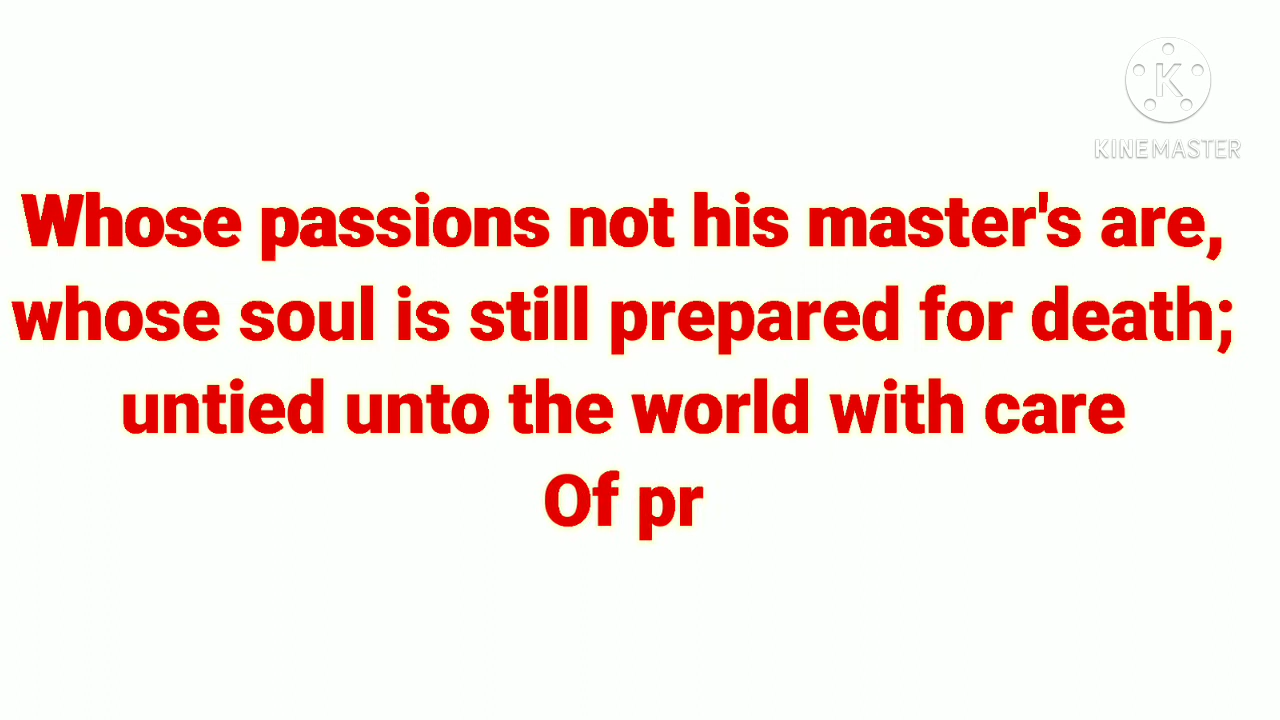 K
KINEMASTER
Whose passions not his master's are,
whose soul is still prepared for death;
untied unto the world with care
Of pr